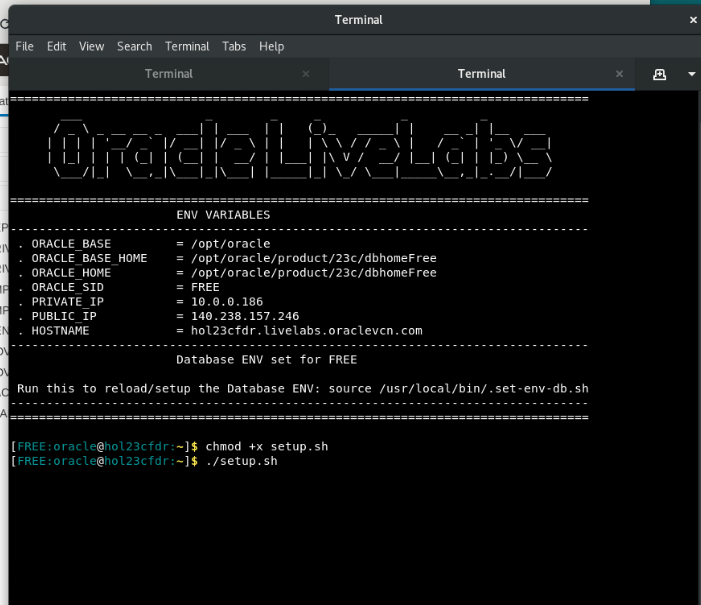 Terminal
File Edit View Search Terminal Tabs Help
Terminal
Terminal
==================================================================================
Oracle LiveLabs
==================================================================================
ENV VARIABLES
----------------------------------------------------------------------------------
. ORACLE_BASE = /opt/oracle
. ORACLE_BASE_HOME = /opt/oracle/product/23c/dbhomeFree
. ORACLE_HOME = /opt/oracle/product/23c/dbhomeFree
. ORACLE_SID = FREE
. PRIVATE_IP = 10.0.0.186
. PUBLIC_IP = 140.238.157.246
. HOSTNAME = hol23cfdr.livelabs.oraclevcn.com
----------------------------------------------------------------------------------
Database ENV set for FREE
Run this to reload/setup the Database ENV: source /usr/local/bin/.set-env-db.sh
----------------------------------------------------------------------------------
==================================================================================
[FREE:oracle@hol23cfdr:~]$ chmod +x setup.sh
[FREE:oracle@hol23cfdr:~]$ ./setup.sh